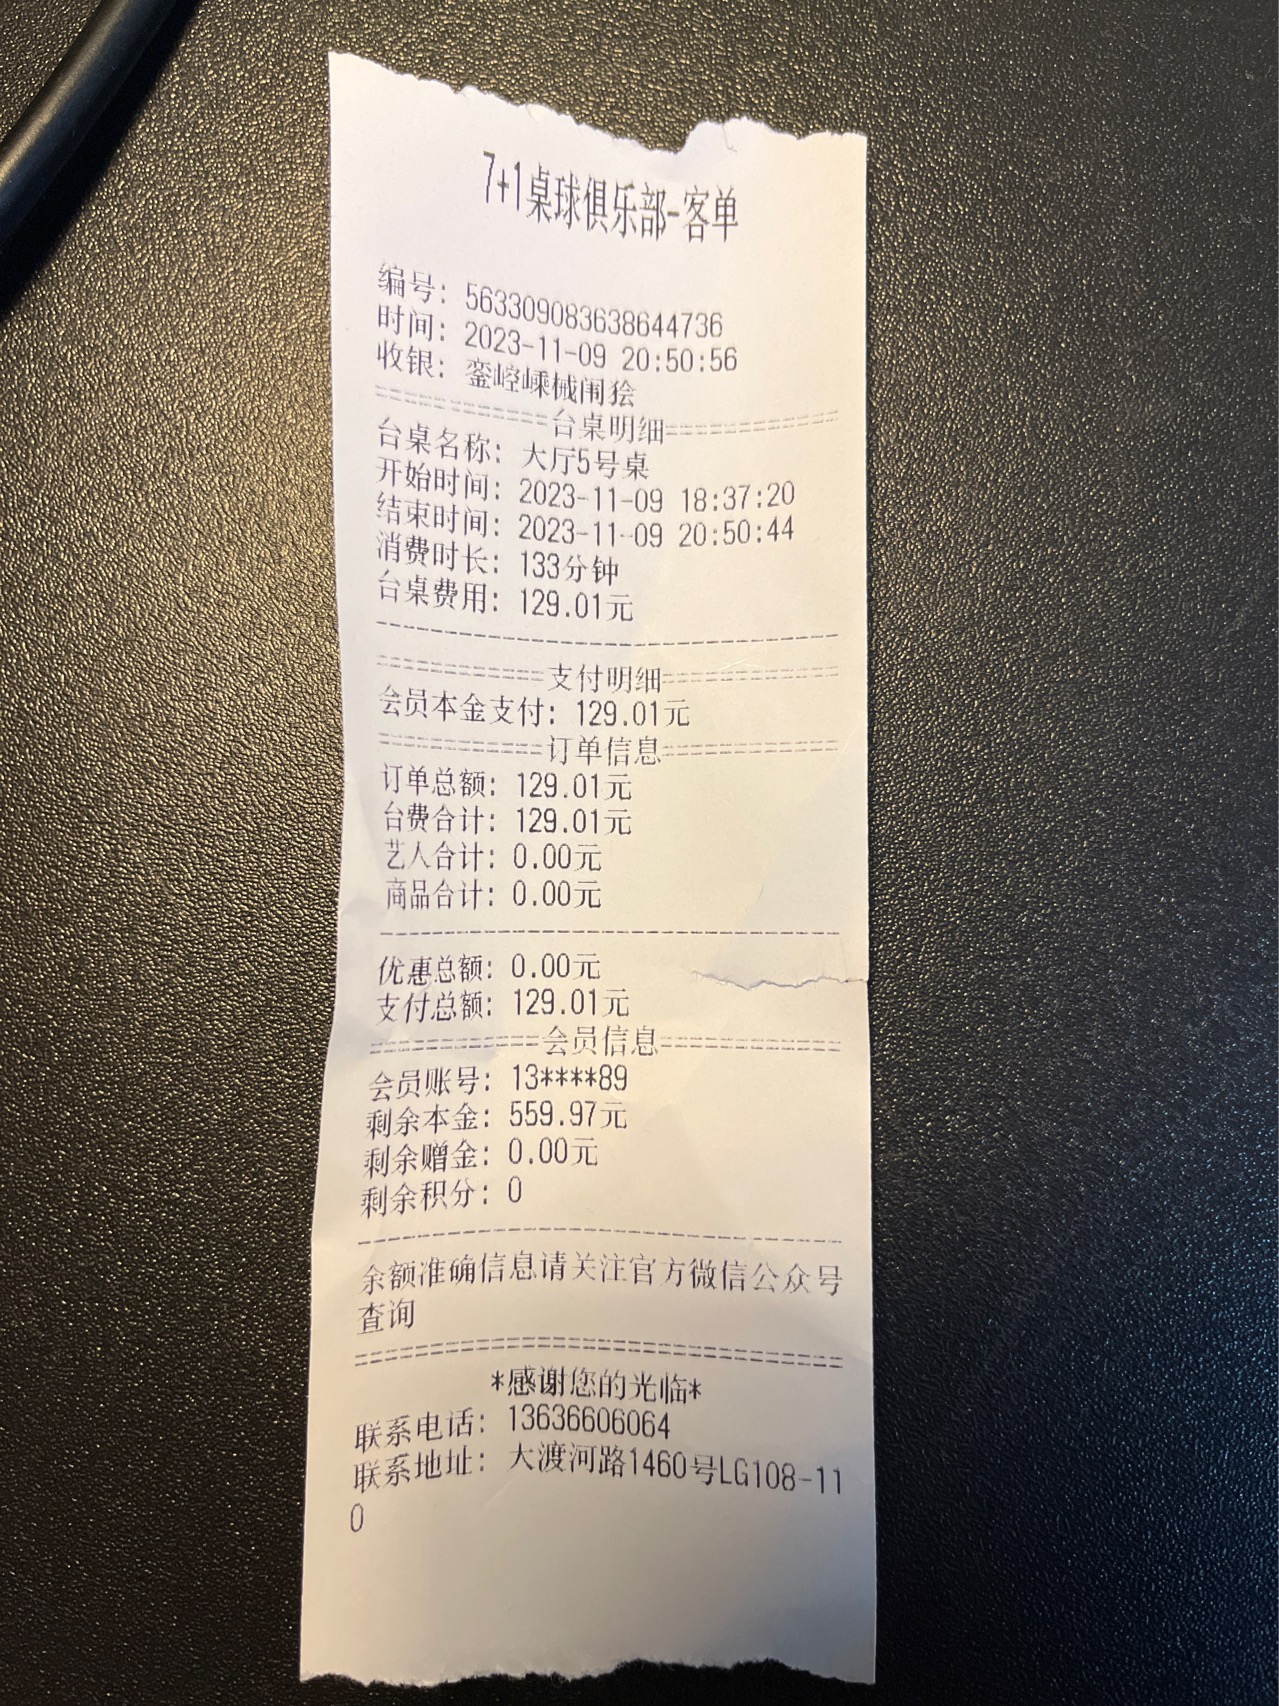 7+1桌球俱乐部-客单
编号: 563309083638644736
时间: 2023-11-09 20:50:56
收银: 銮崆嵊械闱狯
============台桌明细============
台桌名称: 大厅5号桌
开始时间: 2023-11-09 18:37:20
结束时间: 2023-11-09 20:50:44
消费时长: 133分钟
台桌费用: 129.01元
--------------------------------
============支付明细============
会员本金支付: 129.01元
============订单信息============
订单总额: 129.01元
台费合计: 129.01元
艺人合计: 0.00元
商品合计: 0.00元
--------------------------------
优惠总额: 0.00元
支付总额: 129.01元
============会员信息============
会员账号: 13****89
剩余本金: 559.97元
剩余赠金: 0.00元
剩余积分: 0
--------------------------------
余额准确信息请关注官方微信公众号
查询
================================
*感谢您的光临*
联系电话: 13636606064
联系地址: 大渡河路1460号LG108-11
0